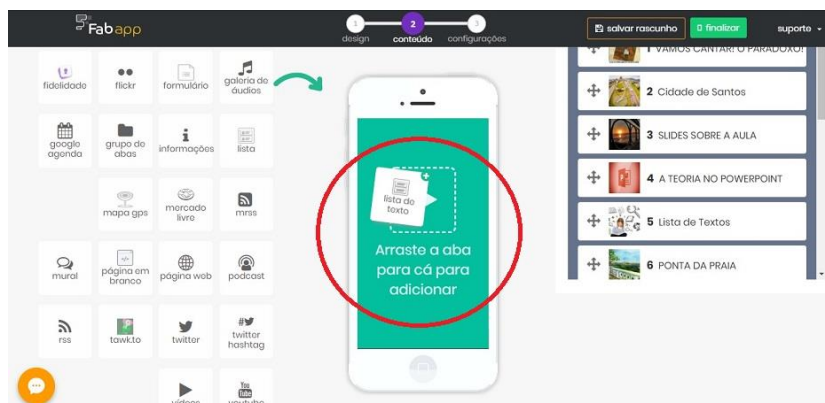 Fabapp
1 2 3
design conteúdo configurações
salvar rascunho
finalizar
suporte
fidelidade flickr formulário galeria de áudios
google agenda grupo de abas informações lista
mapa gps mercado livre mrss
mural página em branco página web podcast
rss tawk.to twitter #twitter hashtag
vídeos youtube
lista de
texto
Arraste a aba
para cá para
adicionar
1 VAMOS CANTAR! O PARADOXO!
2 Cidade de Santos
3 SLIDES SOBRE A AULA
4 A TEORIA NO POWERPOINT
5 Lista de Textos
6 PONTA DA PRAIA